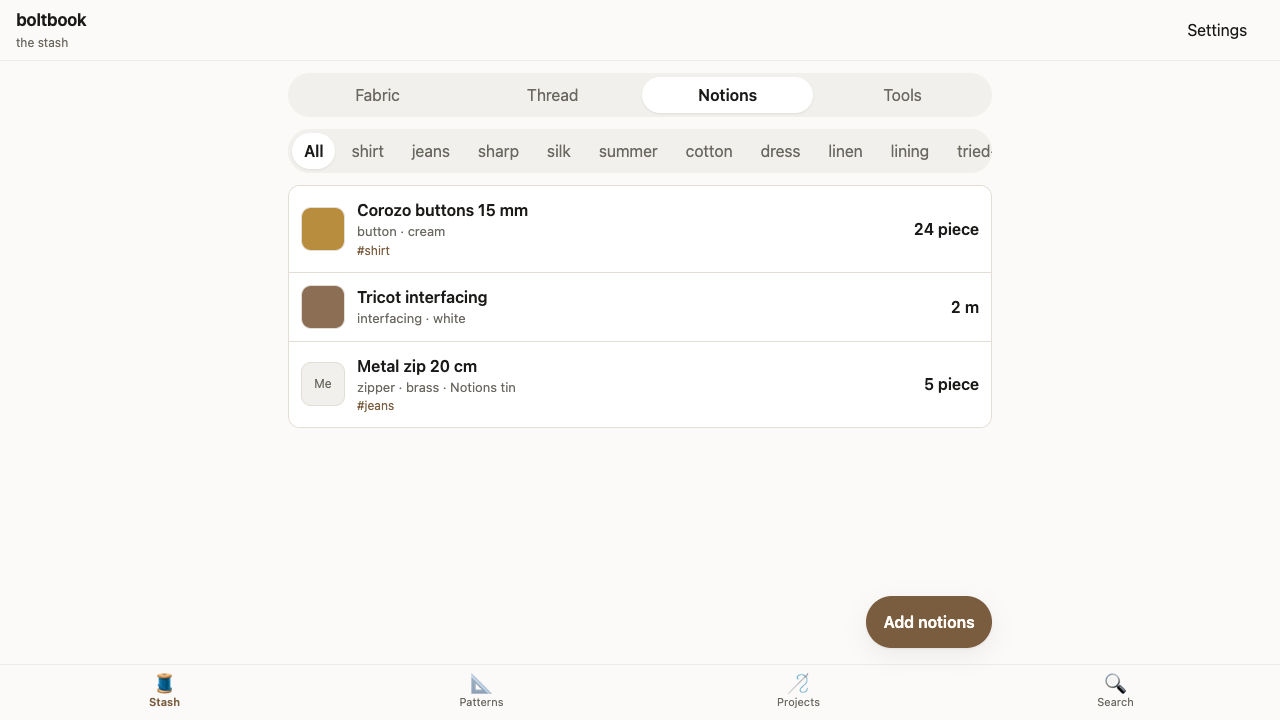 boltbook
the stash
Settings
Fabric Thread Notions Tools
All shirt jeans sharp silk summer cotton dress linen lining tried
Corozo buttons 15 mm
button · cream
#shirt
24 piece
Tricot interfacing
interfacing · white
2 m
Me
Metal zip 20 cm
zipper · brass · Notions tin
#jeans
5 piece
Add notions
Stash Patterns Projects Search